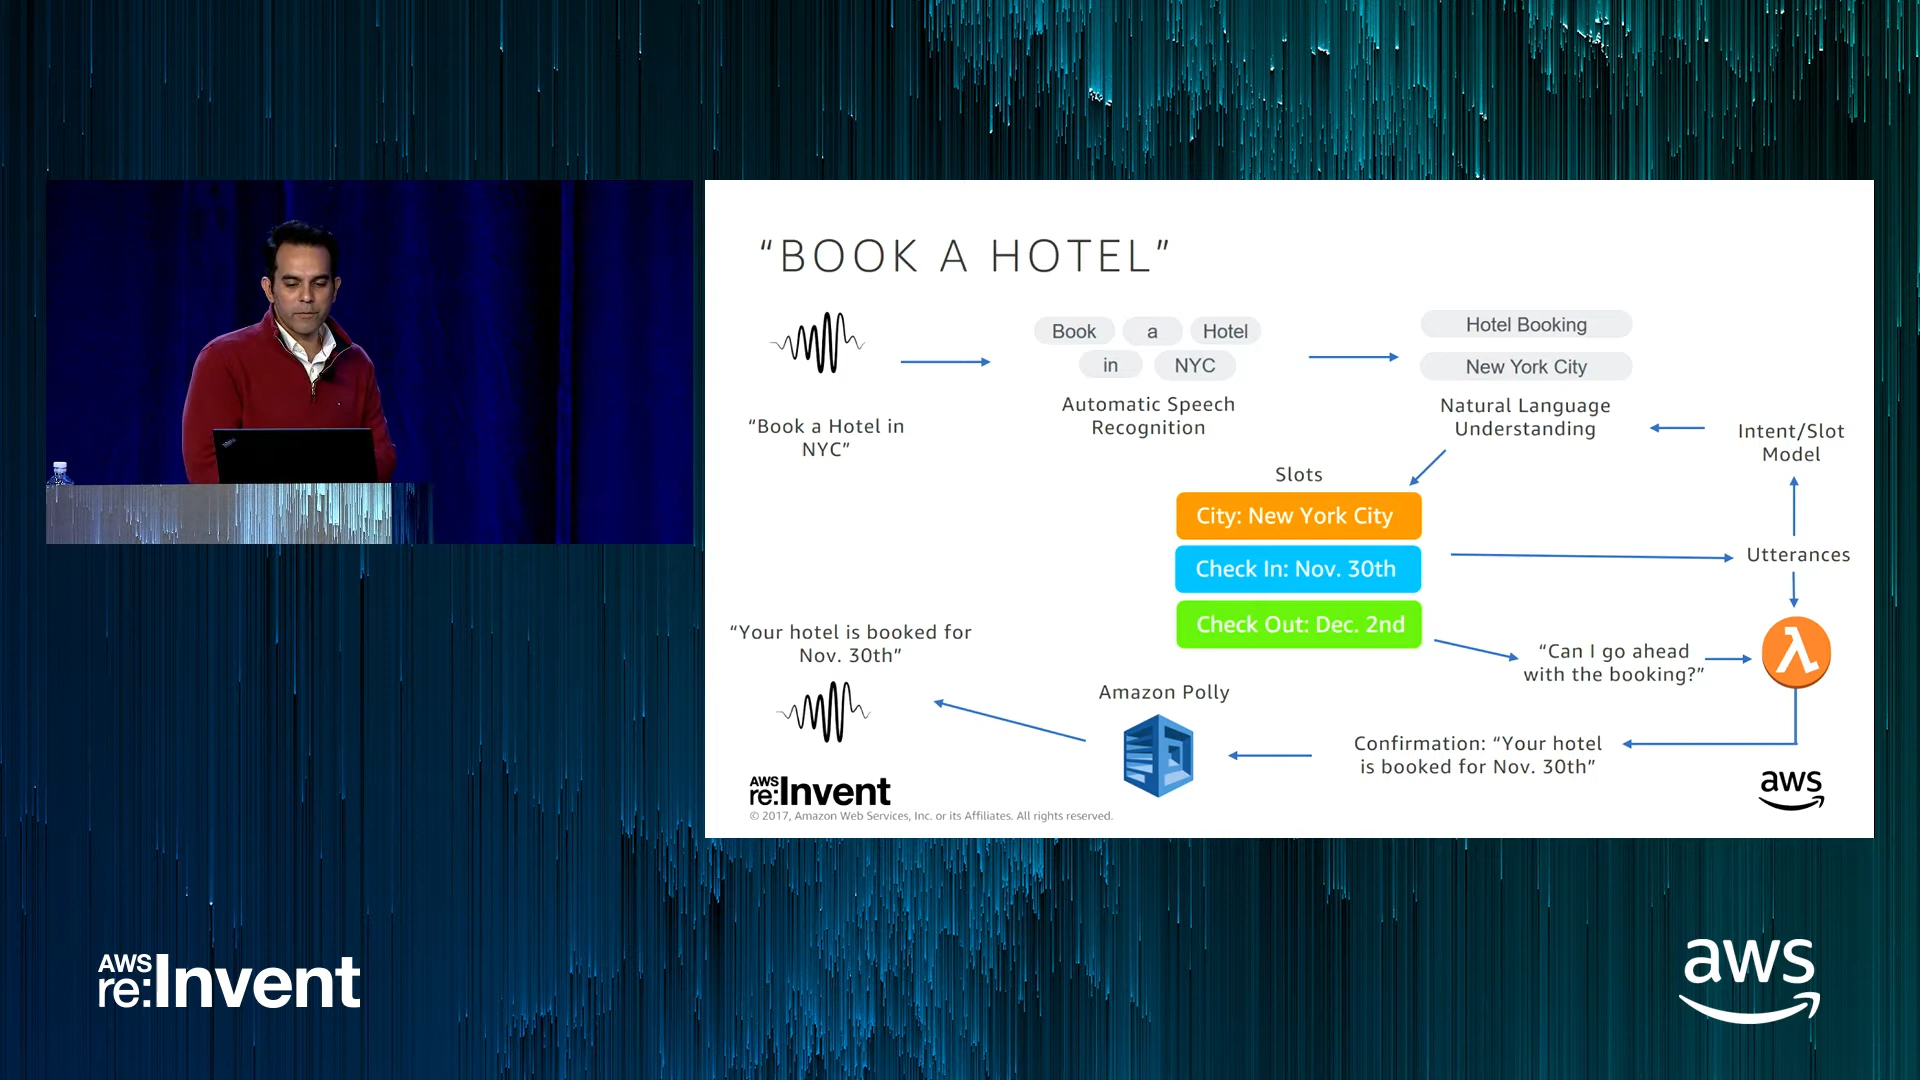 “BOOK A HOTEL”
“Book a Hotel in
NYC”
Book a Hotel
in NYC
Automatic Speech
Recognition
Hotel Booking
New York City
Natural Language
Understanding
Intent/Slot
Model
Slots
City: New York City
Check In: Nov. 30th
Check Out: Dec. 2nd
Utterances
“Can I go ahead
with the booking?”
λ
Confirmation: “Your hotel
is booked for Nov. 30th”
Amazon Polly
“Your hotel is booked for
Nov. 30th”
AWS
re:Invent
© 2017, Amazon Web Services, Inc. or its Affiliates. All rights reserved.
aws
AWS
re:Invent
aws